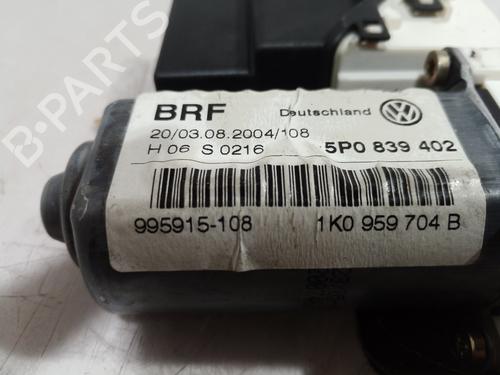 BRF Deutschland
20/03.08.2004/108
H 06 S 0216 5P0 839 402
995915-108 1K0 959 704 B
B-PARTS